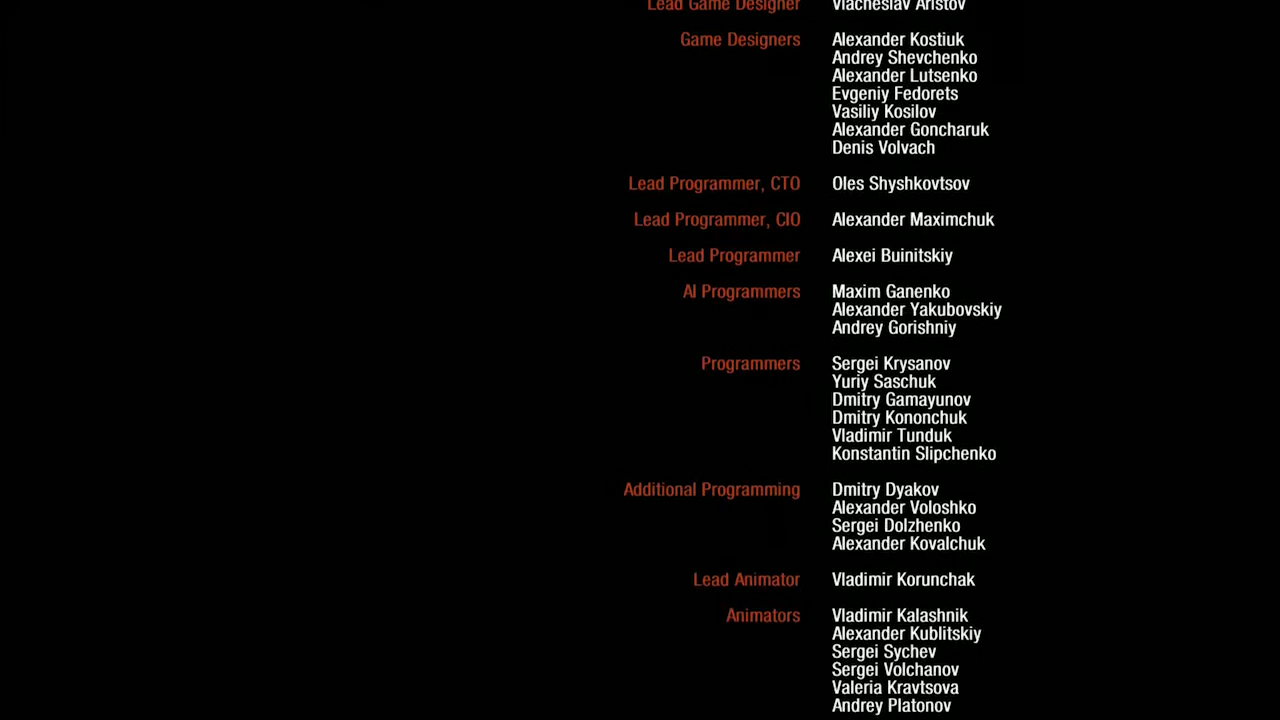 Lead Game Designer Viacheslav Aristov
Game Designers Alexander Kostiuk
Andrey Shevchenko
Alexander Lutsenko
Evgeniy Fedorets
Vasiliy Kosilov
Alexander Goncharuk
Denis Volvach
Lead Programmer, CTO Oles Shyshkovtsov
Lead Programmer, CIO Alexander Maximchuk
Lead Programmer Alexei Buinitskiy
AI Programmers Maxim Ganenko
Alexander Yakubovskiy
Andrey Gorishniy
Programmers Sergei Krysanov
Yuriy Saschuk
Dmitry Gamayunov
Dmitry Kononchuk
Vladimir Tunduk
Konstantin Slipchenko
Additional Programming Dmitry Dyakov
Alexander Voloshko
Sergei Dolzhenko
Alexander Kovalchuk
Lead Animator Vladimir Korunchak
Animators Vladimir Kalashnik
Alexander Kublitskiy
Sergei Sychev
Sergei Volchanov
Valeria Kravtsova
Andrey Platonov